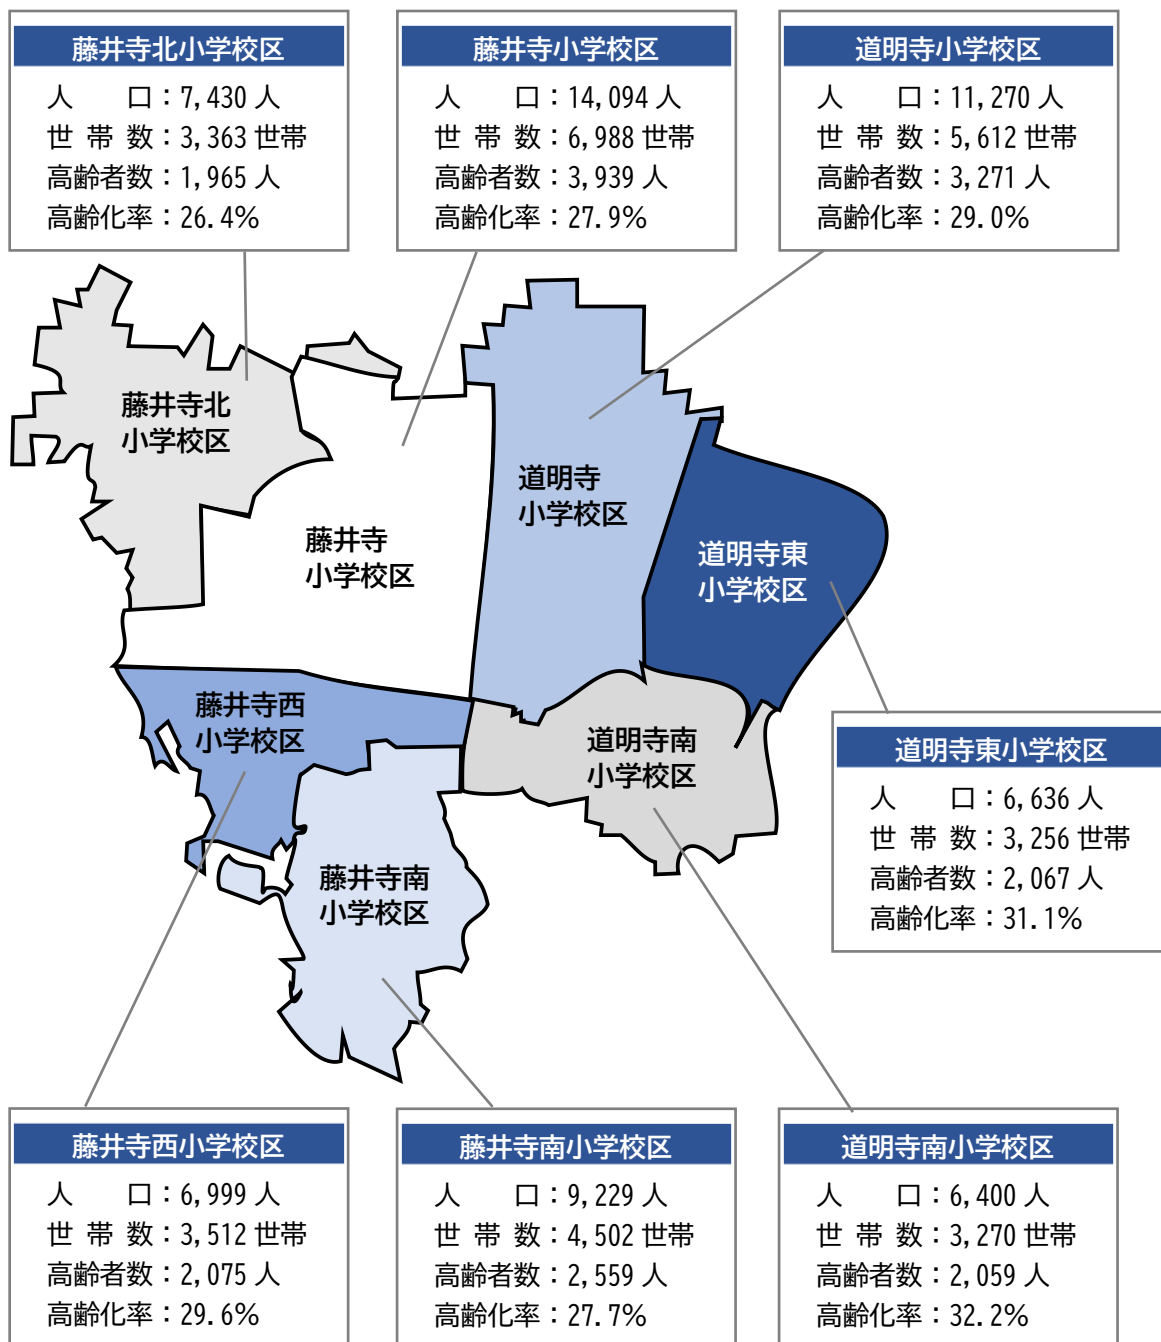 藤井寺北小学校区
人　　口：7,430 人
世 帯 数：3,363 世帯
高齢者数：1,965 人
高齢化率：26.4%
藤井寺小学校区
人　　口：14,094 人
世 帯 数：6,988 世帯
高齢者数：3,939 人
高齢化率：27.9%
道明寺小学校区
人　　口：11,270 人
世 帯 数：5,612 世帯
高齢者数：3,271 人
高齢化率：29.0%
藤井寺北
小学校区
道明寺
小学校区
藤井寺
小学校区
道明寺東
小学校区
藤井寺西
小学校区
道明寺南
小学校区
藤井寺南
小学校区
道明寺東小学校区
人　　口：6,636 人
世 帯 数：3,256 世帯
高齢者数：2,067 人
高齢化率：31.1%
藤井寺西小学校区
人　　口：6,999 人
世 帯 数：3,512 世帯
高齢者数：2,075 人
高齢化率：29.6%
藤井寺南小学校区
人　　口：9,229 人
世 帯 数：4,502 世帯
高齢者数：2,559 人
高齢化率：27.7%
道明寺南小学校区
人　　口：6,400 人
世 帯 数：3,270 世帯
高齢者数：2,059 人
高齢化率：32.2%